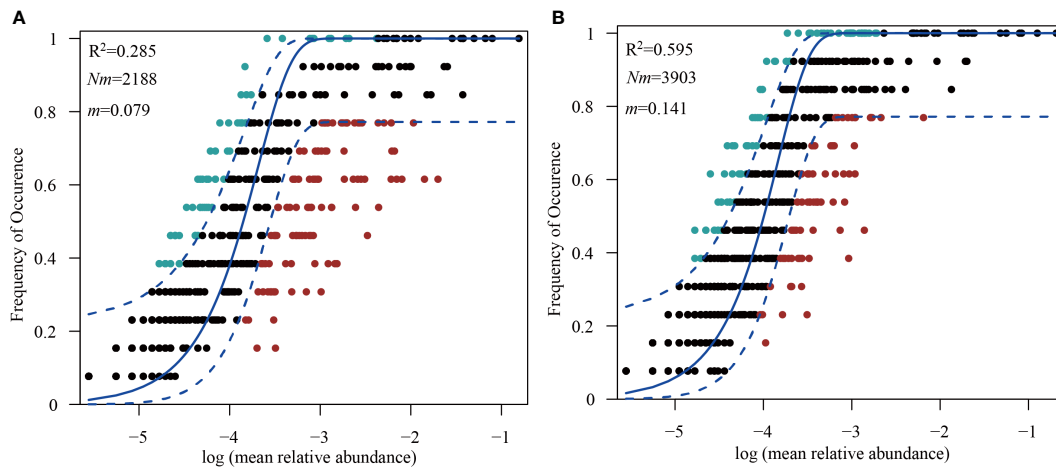 A
R²=0.285
Nm=2188
m=0.079
1
0.8
0.6
0.4
0.2
0
Frequency of Occurence
−5 −4 −3 −2 −1
log (mean relative abundance)
B
R²=0.595
Nm=3903
m=0.141
1
0.8
0.6
0.4
0.2
0
Frequency of Occurence
−5 −4 −3 −2 −1
log (mean relative abundance)